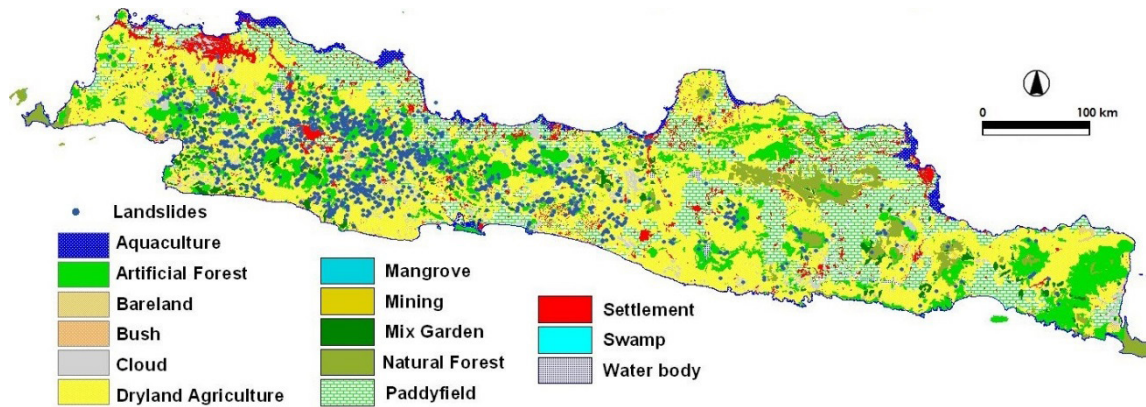 0
100 km
Landslides
Aquaculture
Artificial Forest
Bareland
Bush
Cloud
Dryland Agriculture
Mangrove
Mining
Mix Garden
Natural Forest
Paddyfield
Settlement
Swamp
Water body